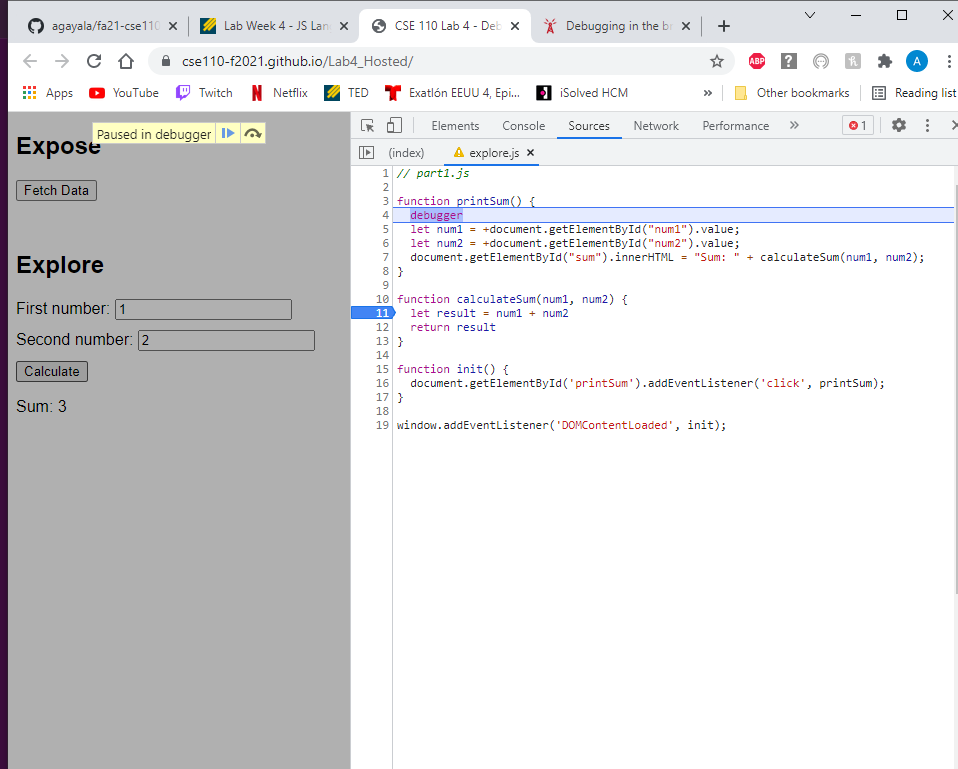 agayala/fa21-cse110
Lab Week 4 - JS Lan
CSE 110 Lab 4 - Deb
Debugging in the br
cse110-f2021.github.io/Lab4_Hosted/
ABP
A
Apps
YouTube
Twitch
Netflix
TED
Exatlón EEUU 4, Epi...
iSolved HCM
»
Other bookmarks
Reading list
Paused in debugger
Expose
Fetch Data
Explore
First number: 1
Second number: 2
Calculate
Sum: 3
Elements
Console
Sources
Network
Performance
»
1
(index)
explore.js
1 // part1.js
2
3 function printSum() {
4 debugger
5 let num1 = +document.getElementById("num1").value;
6 let num2 = +document.getElementById("num2").value;
7 document.getElementById("sum").innerHTML = "Sum: " + calculateSum(num1, num2);
8 }
9
10 function calculateSum(num1, num2) {
11 let result = num1 + num2
12 return result
13 }
14
15 function init() {
16 document.getElementById('printSum').addEventListener('click', printSum);
17 }
18
19 window.addEventListener('DOMContentLoaded', init);